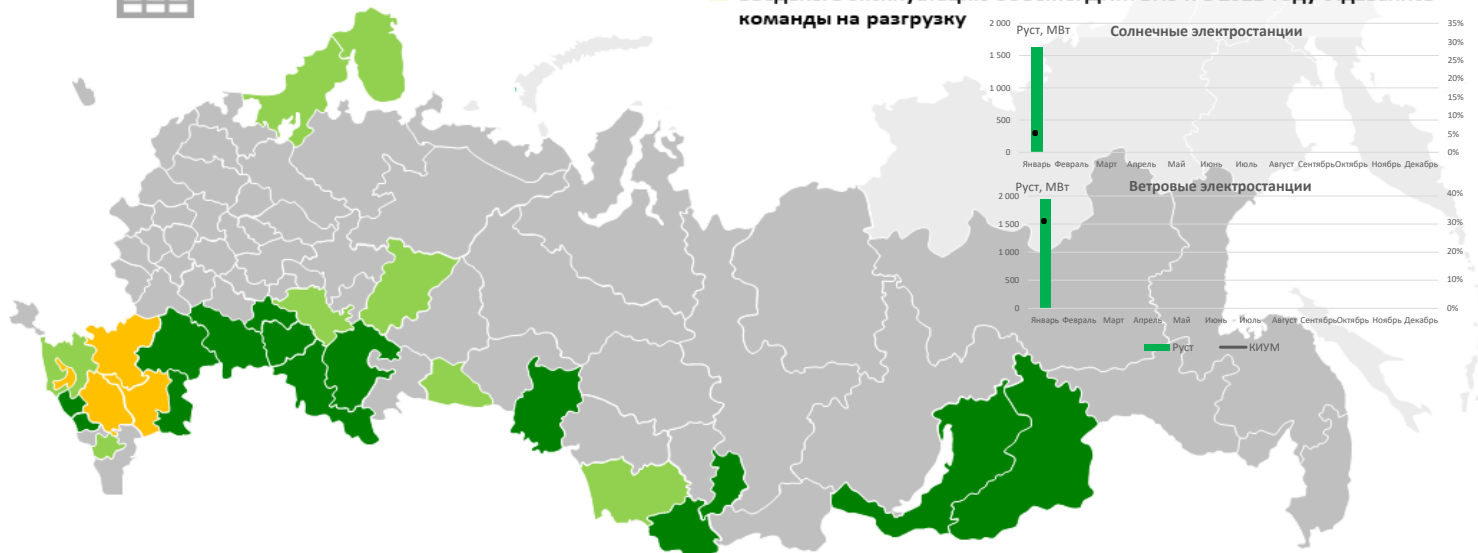 команды на разгрузку
Руст, МВт
Солнечные электростанции
2 000
1 500
1 000
500
0
35%
30%
25%
20%
15%
10%
5%
0%
Январь Февраль Март Апрель Май Июнь Июль Август Сентябрь Октябрь Ноябрь Декабрь
Руст, МВт
Ветровые электростанции
2 000
1 500
1 000
500
0
40%
30%
20%
10%
0%
Январь Февраль Март Апрель Май Июнь Июль Август Сентябрь Октябрь Ноябрь Декабрь
Руст КИУМ